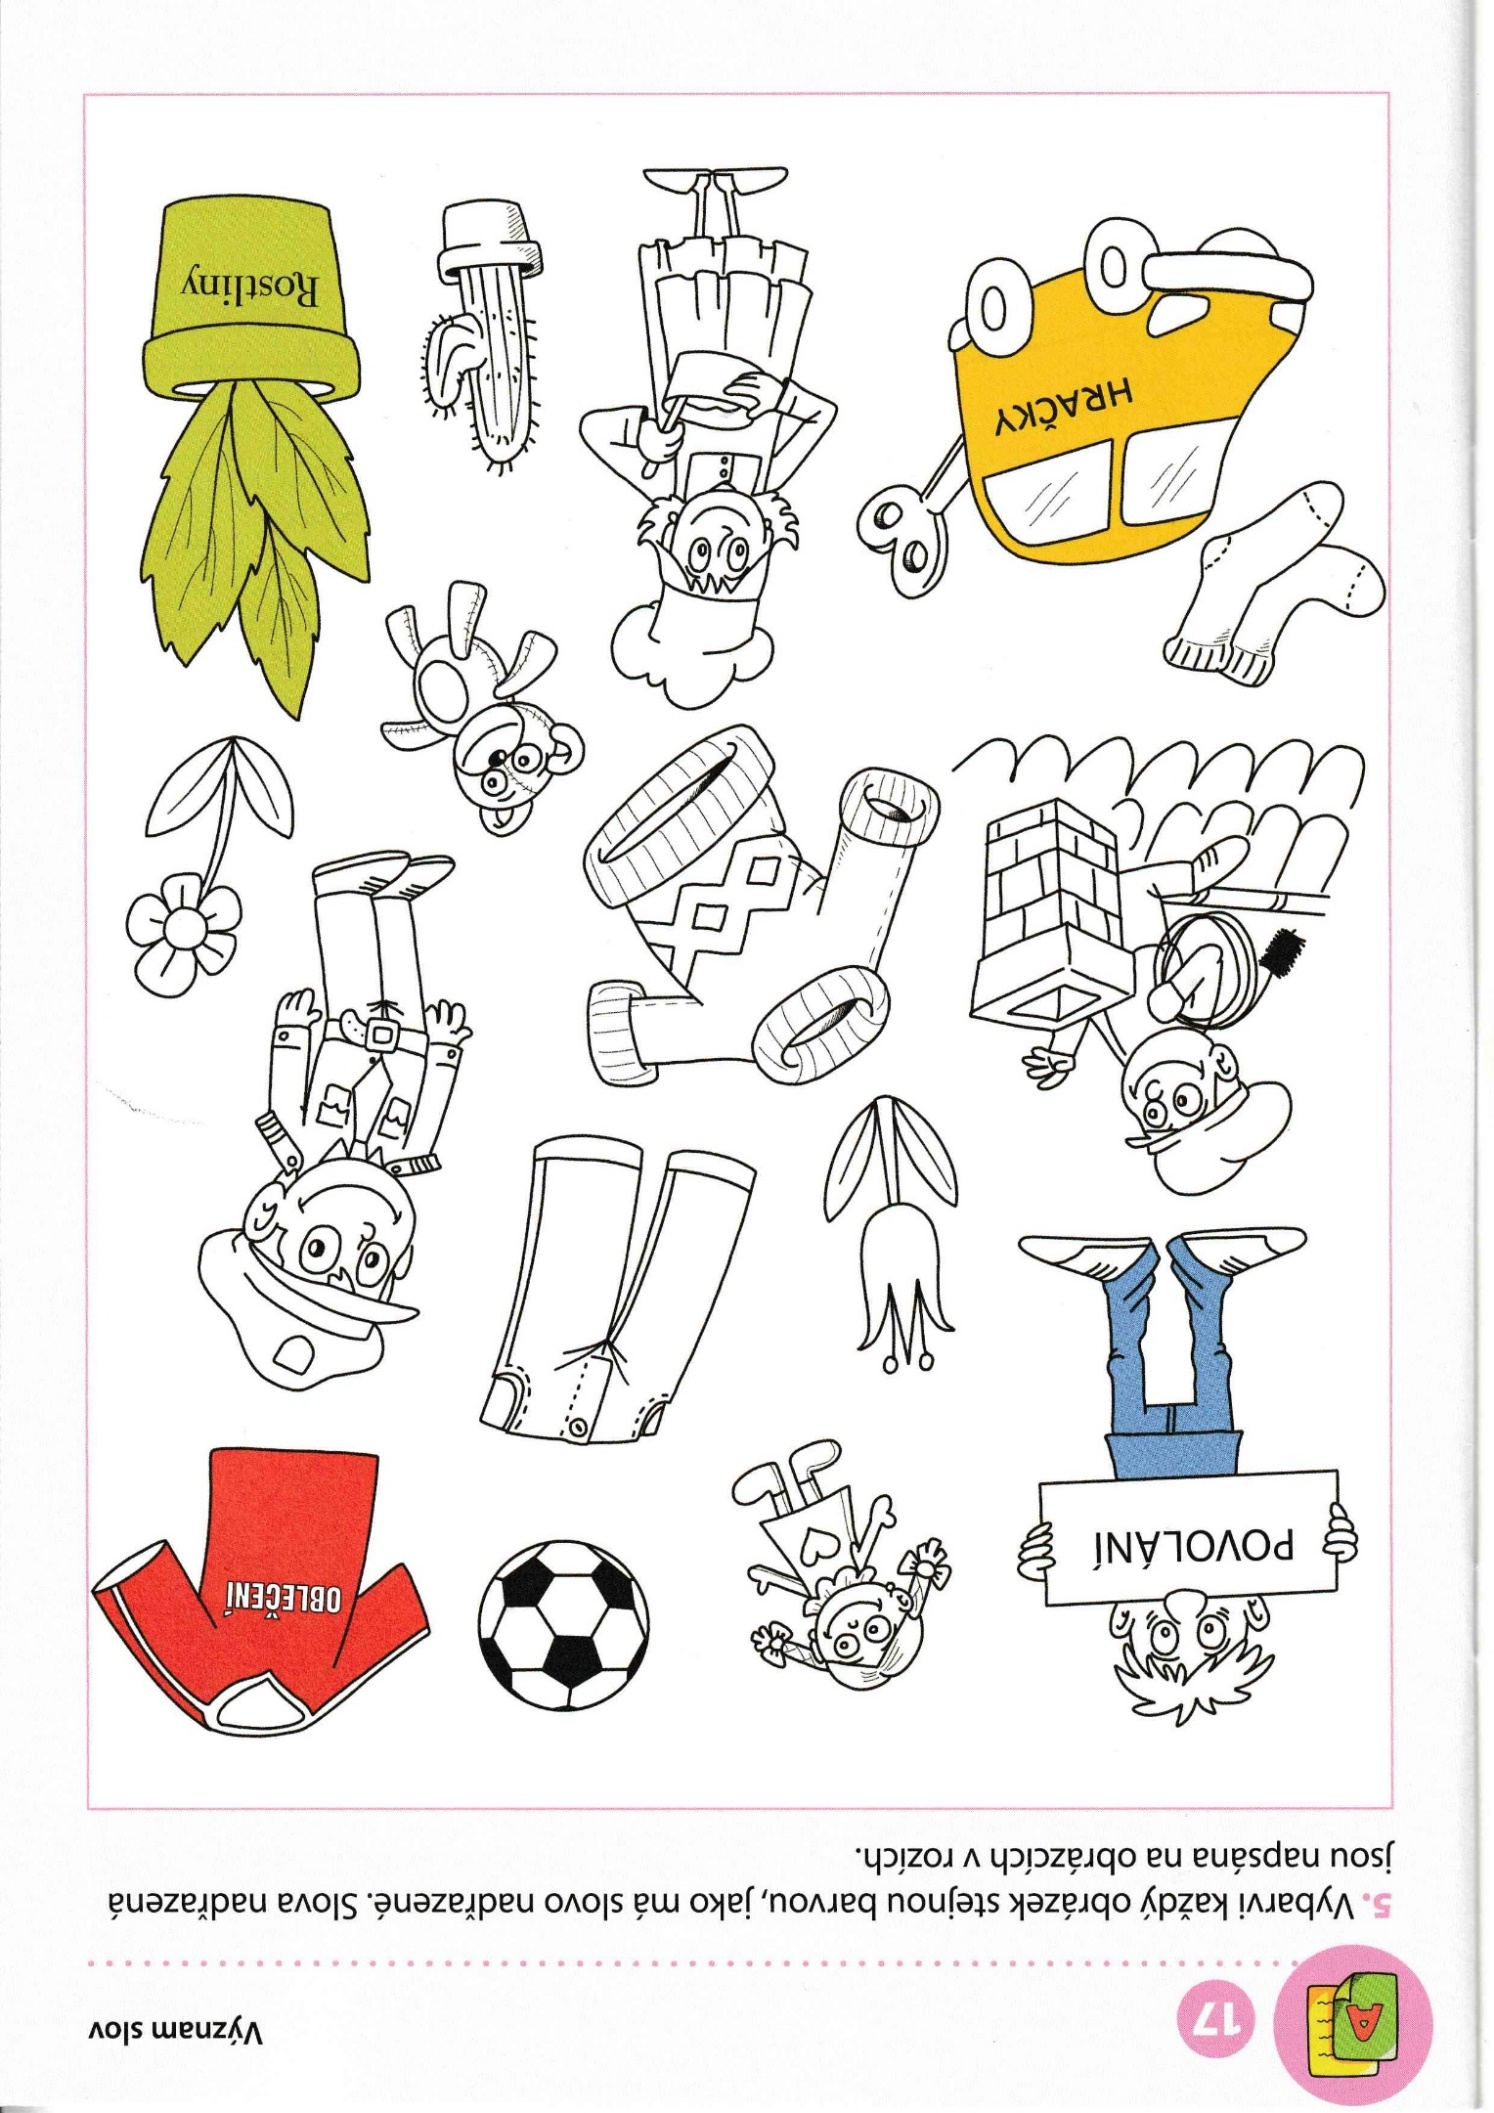 Význam slov
17
A
5. Vybarvi každý obrázek stejnou barvou, jako má slovo nadřazené. Slova nadřazená
jsou napsána na obrázcích v rozích.
POVOLÁNÍ
OBLEČENÍ
HRAČKY
Rostliny